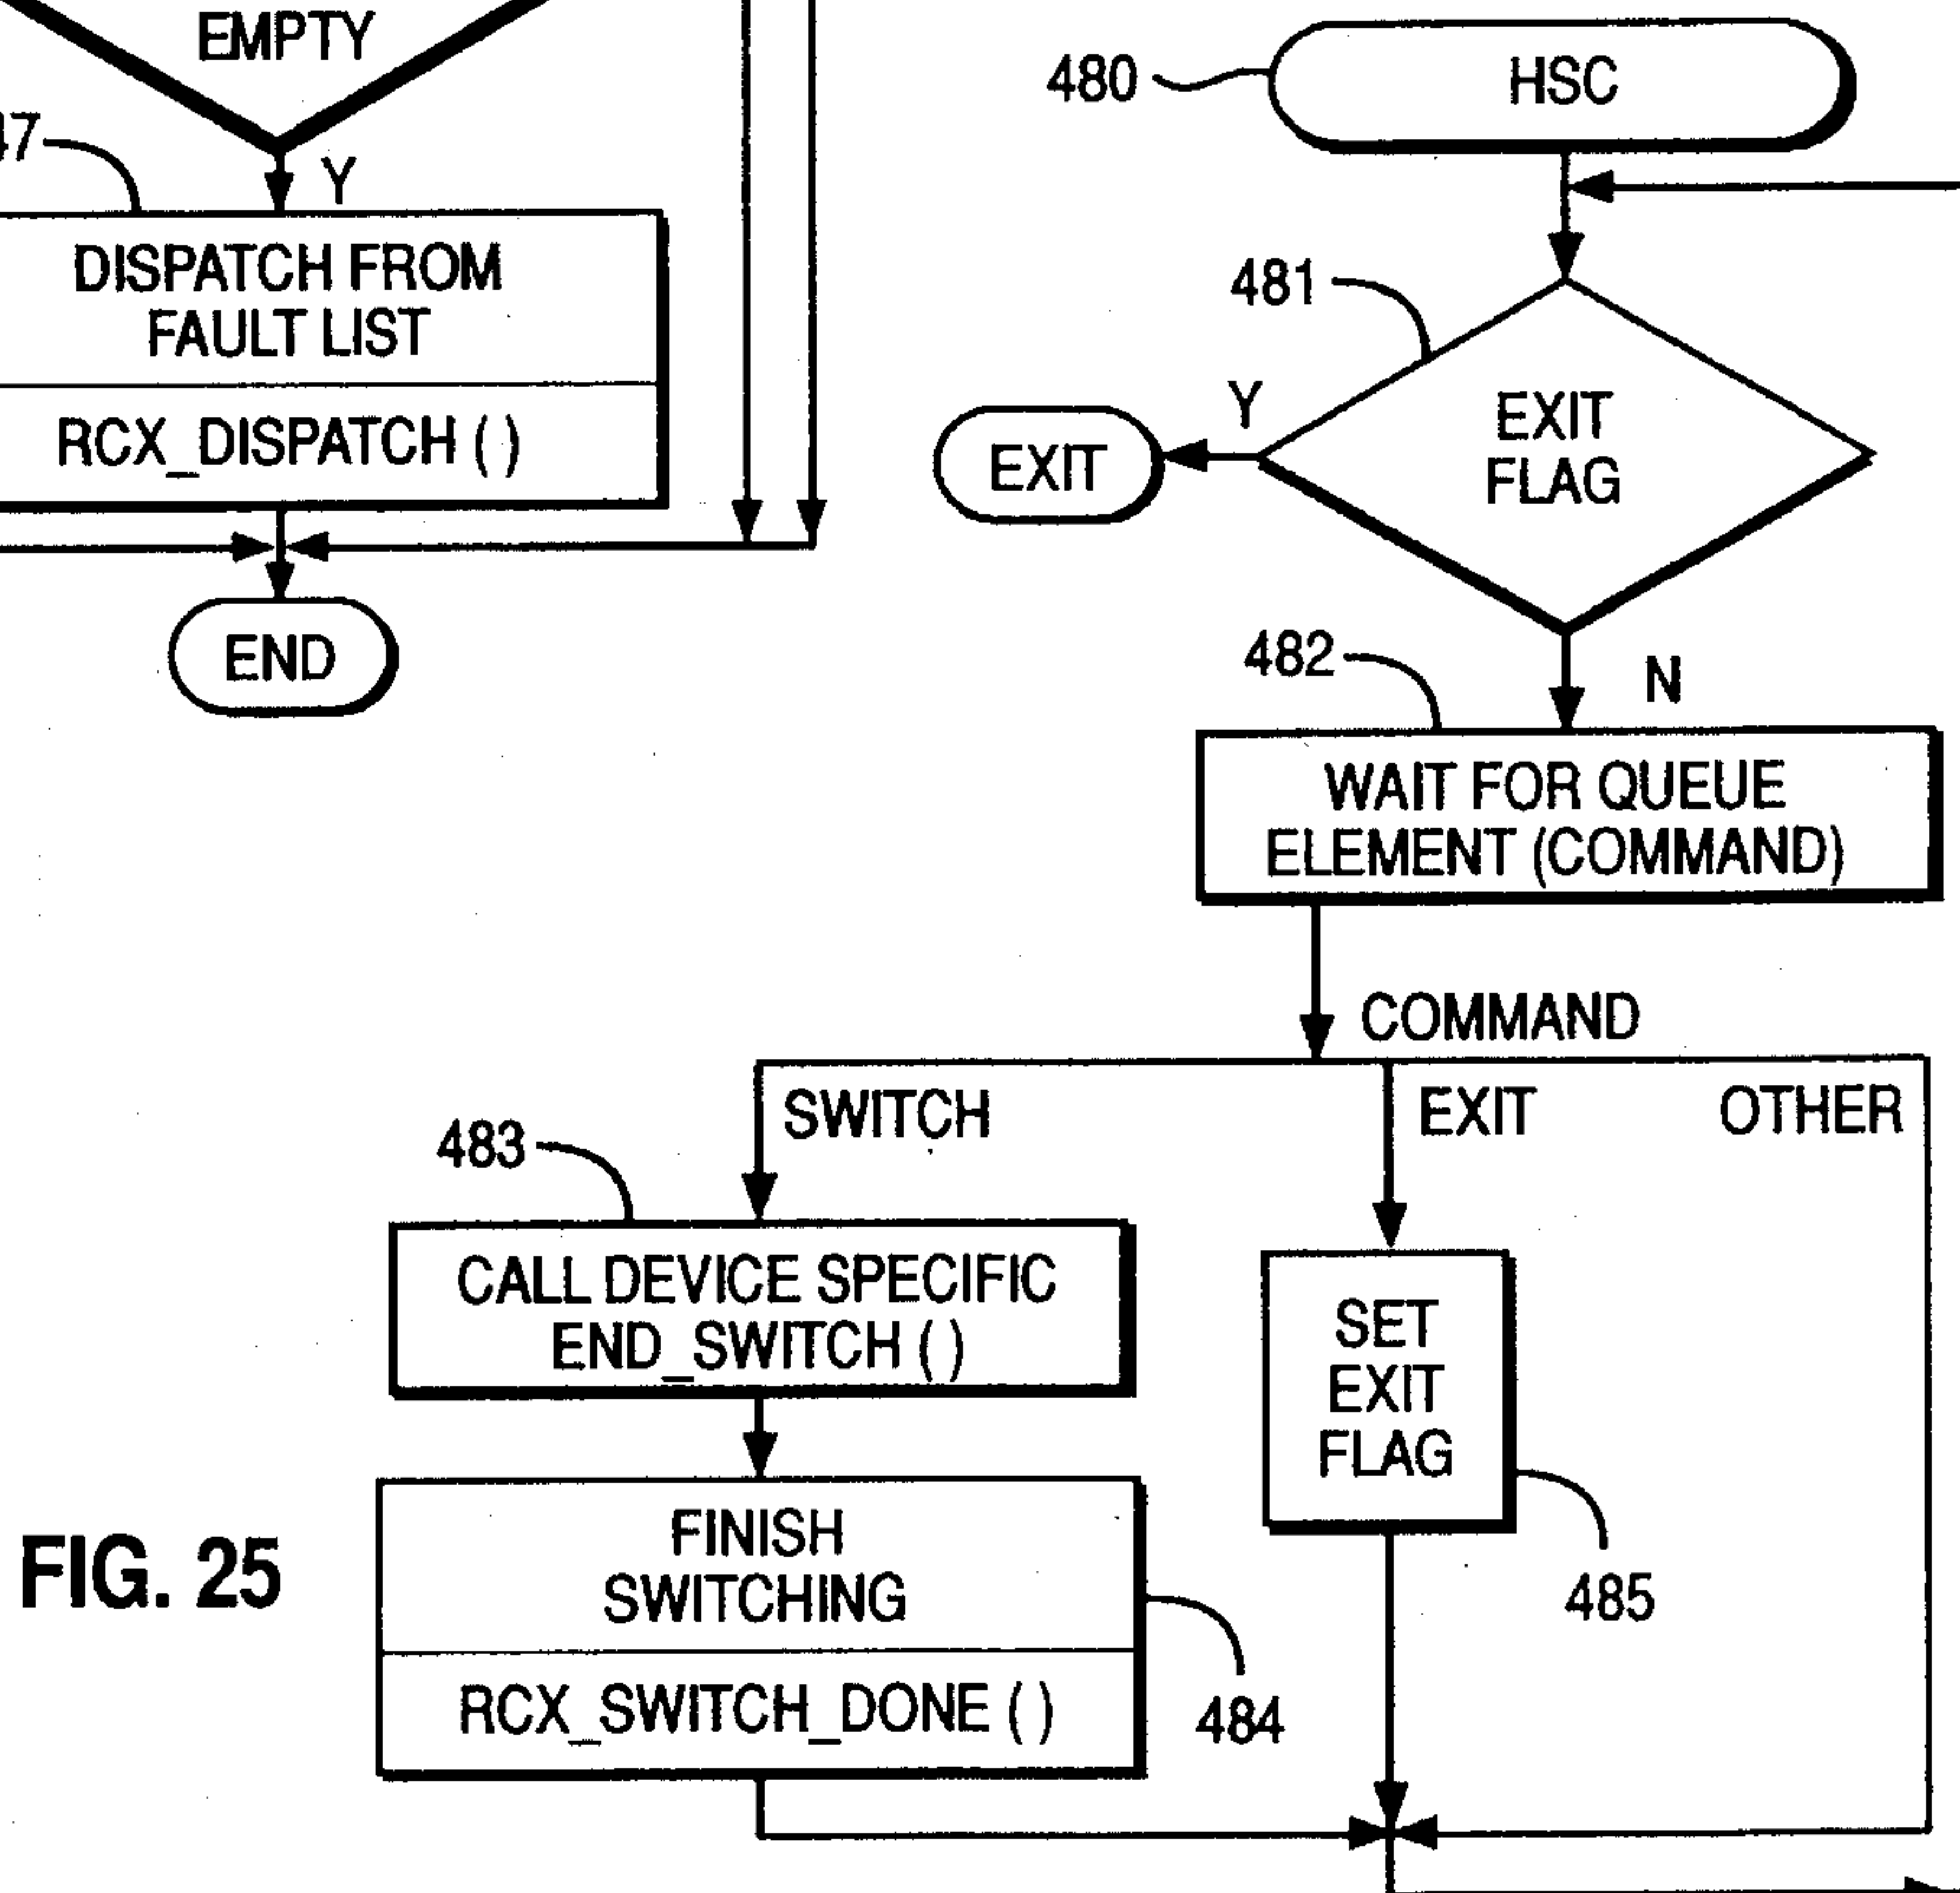 EMPTY
47
Y
DISPATCH FROM
FAULT LIST
RCX_DISPATCH ( )
END
480
HSC
481
EXIT
FLAG
Y
EXIT
N
482
WAIT FOR QUEUE
ELEMENT (COMMAND)
COMMAND
SWITCH
EXIT
OTHER
483
CALL DEVICE SPECIFIC
END_SWITCH ( )
SET
EXIT
FLAG
485
FINISH
SWITCHING
RCX_SWITCH_DONE ( )
484
FIG. 25